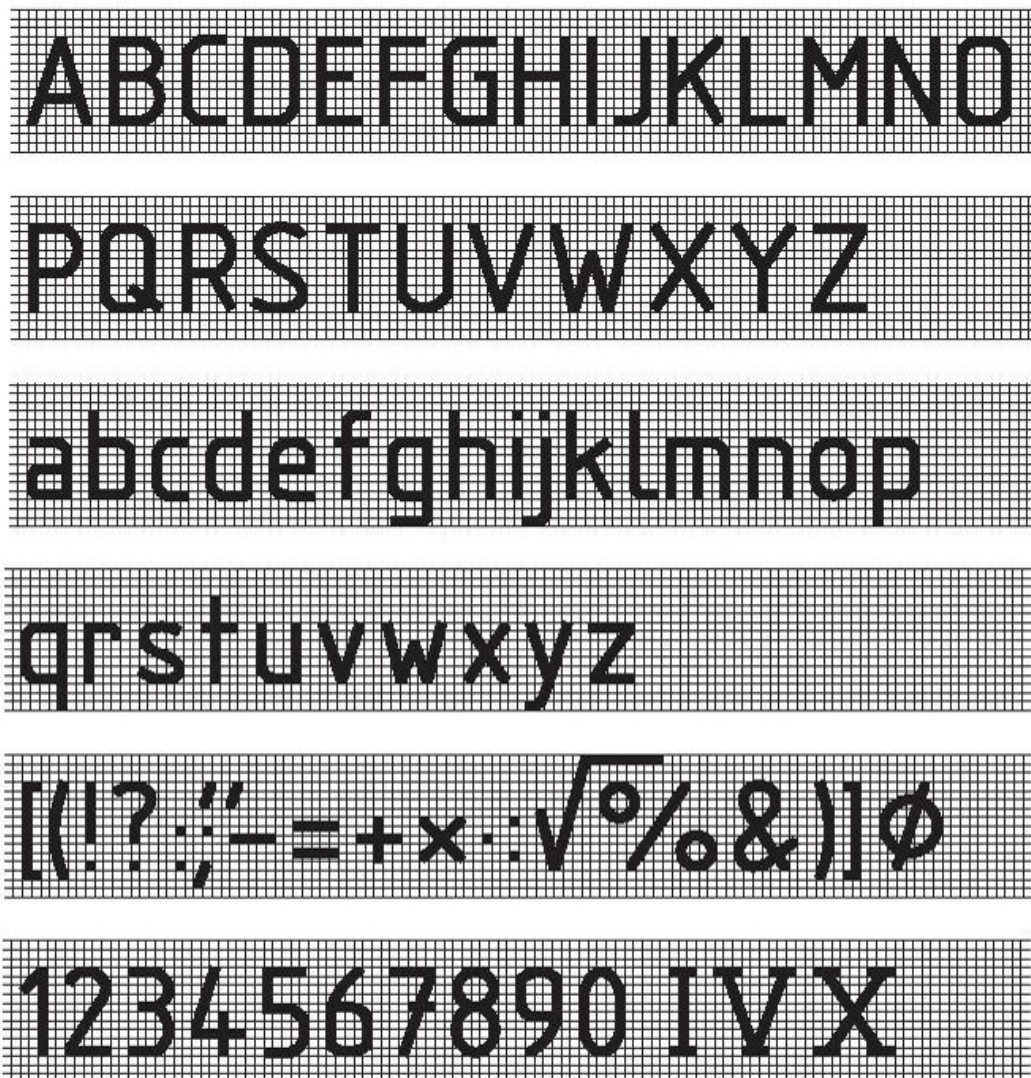 ABCDEFGHIJKLMNO
PQRSTUVWXYZ
abcdefghijklmnop
qrstuvwxyz
[(!?:;"-=+×·:√%&)]Ø
1234567890 IVX